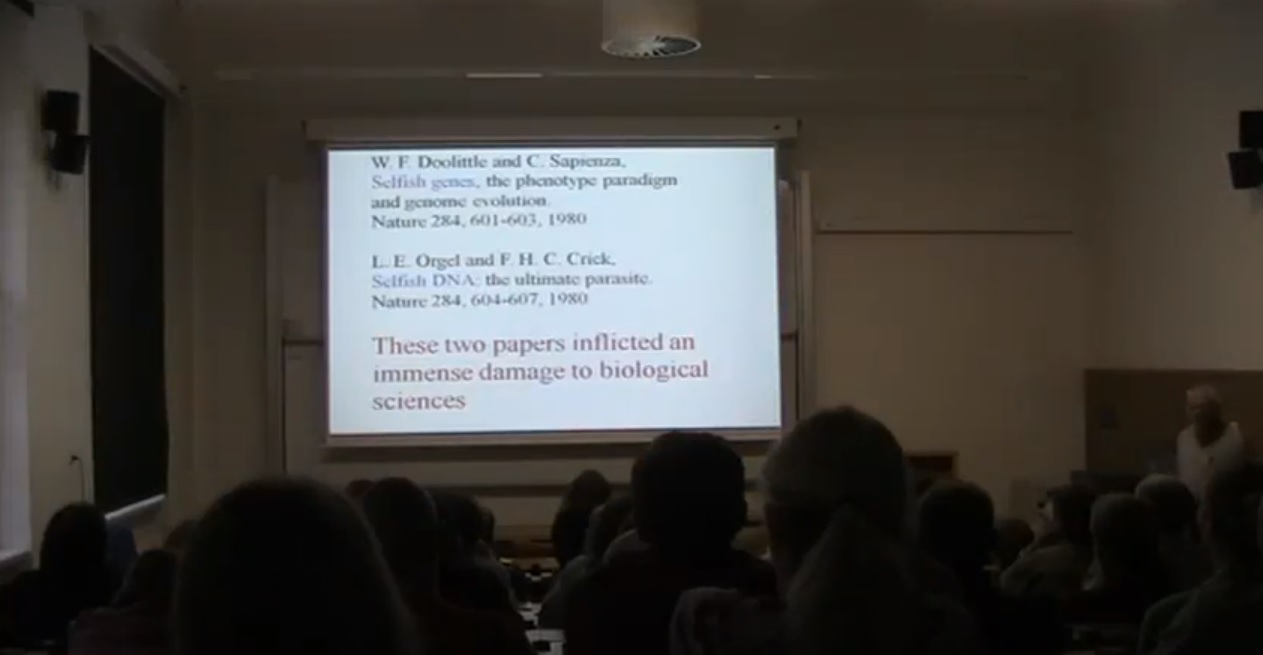 W. F. Doolittle and C. Sapienza,
Selfish genes, the phenotype paradigm
and genome evolution.
Nature 284, 601-603, 1980
L. E. Orgel and F. H. C. Crick,
Selfish DNA: the ultimate parasite.
Nature 284, 604-607, 1980
These two papers inflicted an
immense damage to biological
sciences